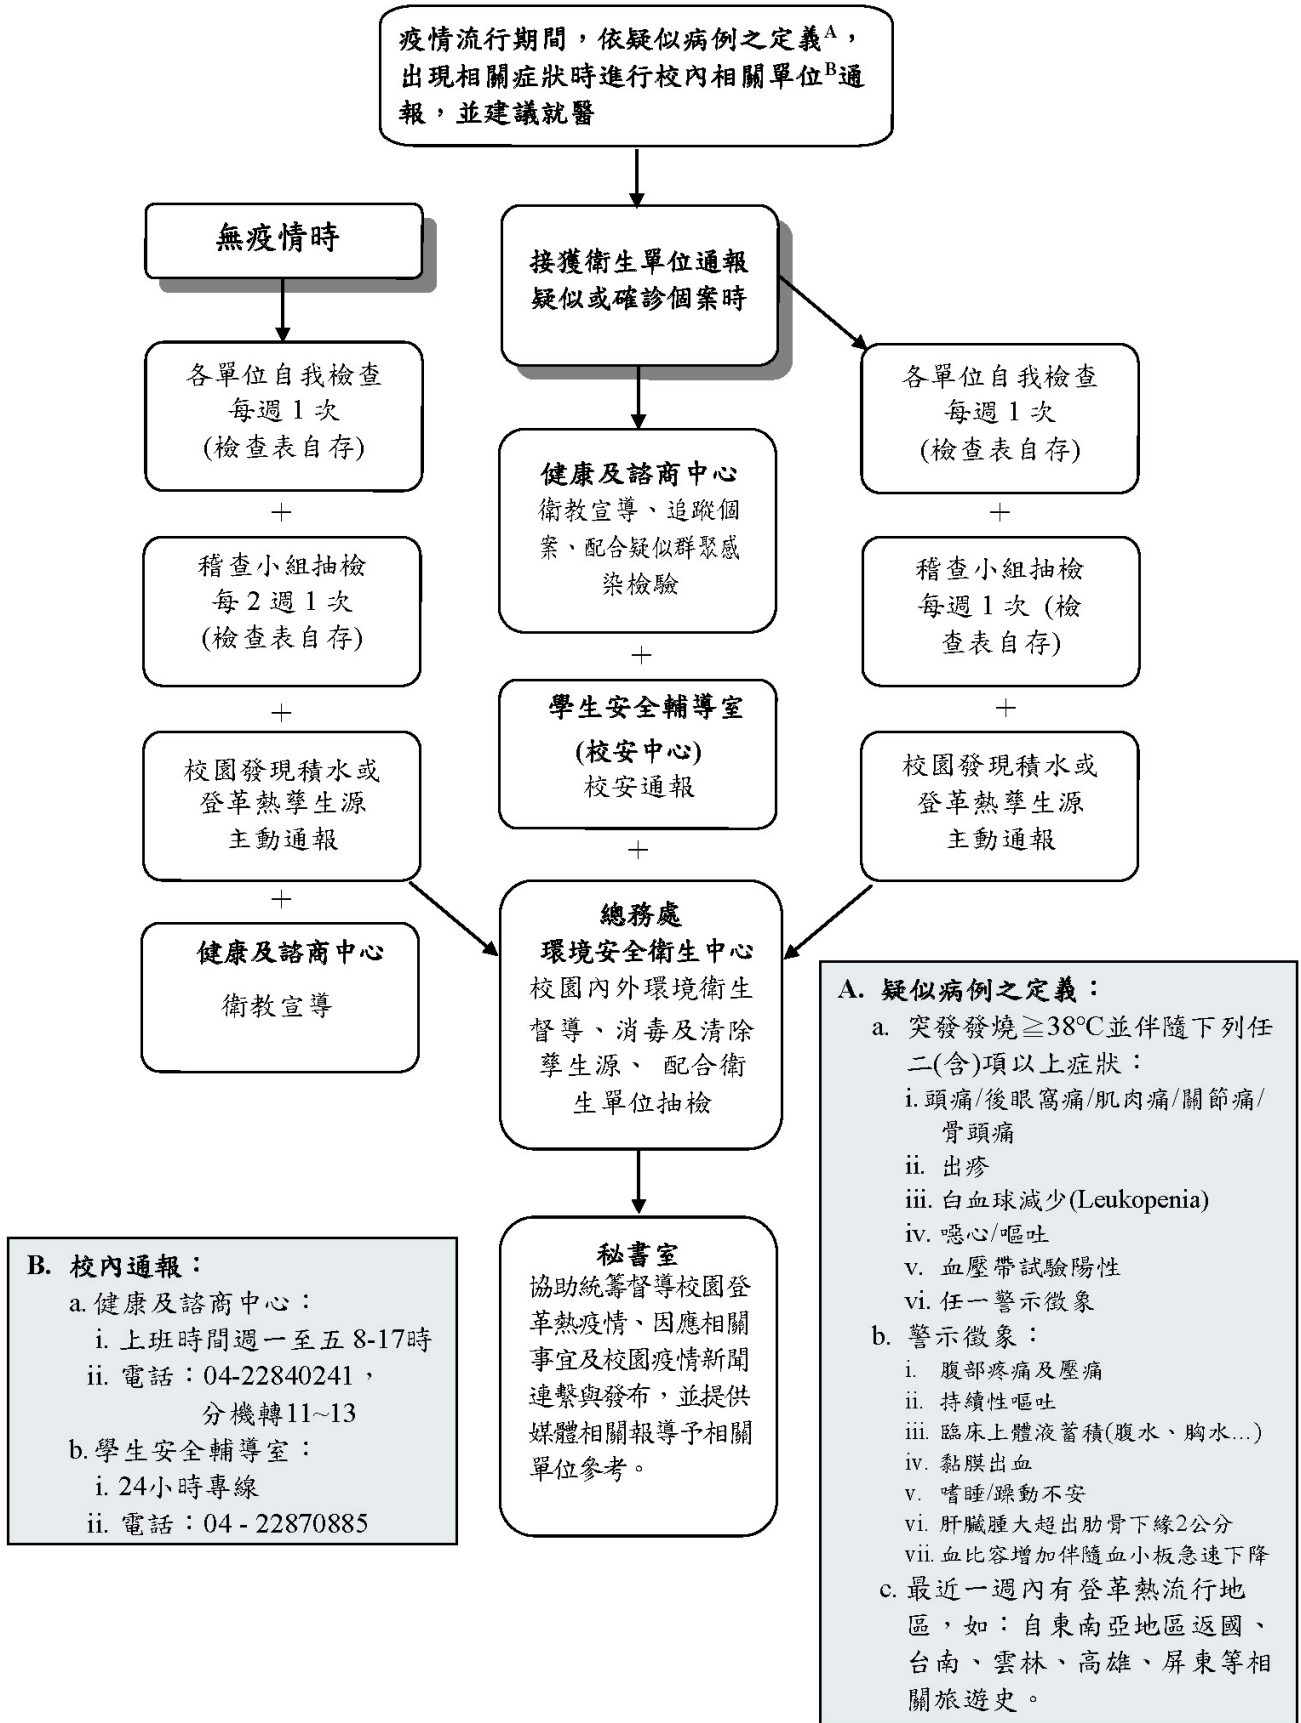 疫情流行期間，依疑似病例之定義A，
出現相關症狀時進行校內相關單位B通
報，並建議就醫
無疫情時
各單位自我檢查
每週 1 次
(檢查表自存)
+
稽查小組抽檢
每 2 週 1 次
(檢查表自存)
+
校園發現積水或
登革熱孳生源
主動通報
+
健康及諮商中心
衛教宣導
接獲衛生單位通報
疑似或確診個案時
健康及諮商中心
衛教宣導、追蹤個
案、配合疑似群聚感
染檢驗
+
學生安全輔導室
(校安中心)
校安通報
+
總務處
環境安全衛生中心
校園內外環境衛生
督導、消毒及清除
孳生源、 配合衛
生單位抽檢
秘書室
協助統籌督導校園登
革熱疫情、因應相關
事宜及校園疫情新聞
連繫與發布，並提供
媒體相關報導予相關
單位參考。
各單位自我檢查
每週 1 次
(檢查表自存)
+
稽查小組抽檢
每週 1 次 (檢
查表自存)
+
校園發現積水或
登革熱孳生源
主動通報
A. 疑似病例之定義：
a. 突發發燒≧38℃並伴隨下列任
二(含)項以上症狀：
i. 頭痛/後眼窩痛/肌肉痛/關節痛/
骨頭痛
ii. 出疹
iii. 白血球減少(Leukopenia)
iv. 噁心/嘔吐
v. 血壓帶試驗陽性
vi. 任一警示徵象
b. 警示徵象：
i. 腹部疼痛及壓痛
ii. 持續性嘔吐
iii. 臨床上體液蓄積(腹水、胸水...)
iv. 黏膜出血
v. 嗜睡/躁動不安
vi. 肝臟腫大超出肋骨下緣2公分
vii. 血比容增加伴隨血小板急速下降
c. 最近一週內有登革熱流行地
區，如：自東南亞地區返國、
台南、雲林、高雄、屏東等相
關旅遊史。
B. 校內通報：
a. 健康及諮商中心：
i. 上班時間週一至五 8-17時
ii. 電話：04-22840241，
分機轉11~13
b. 學生安全輔導室：
i. 24小時專線
ii. 電話：04 - 22870885